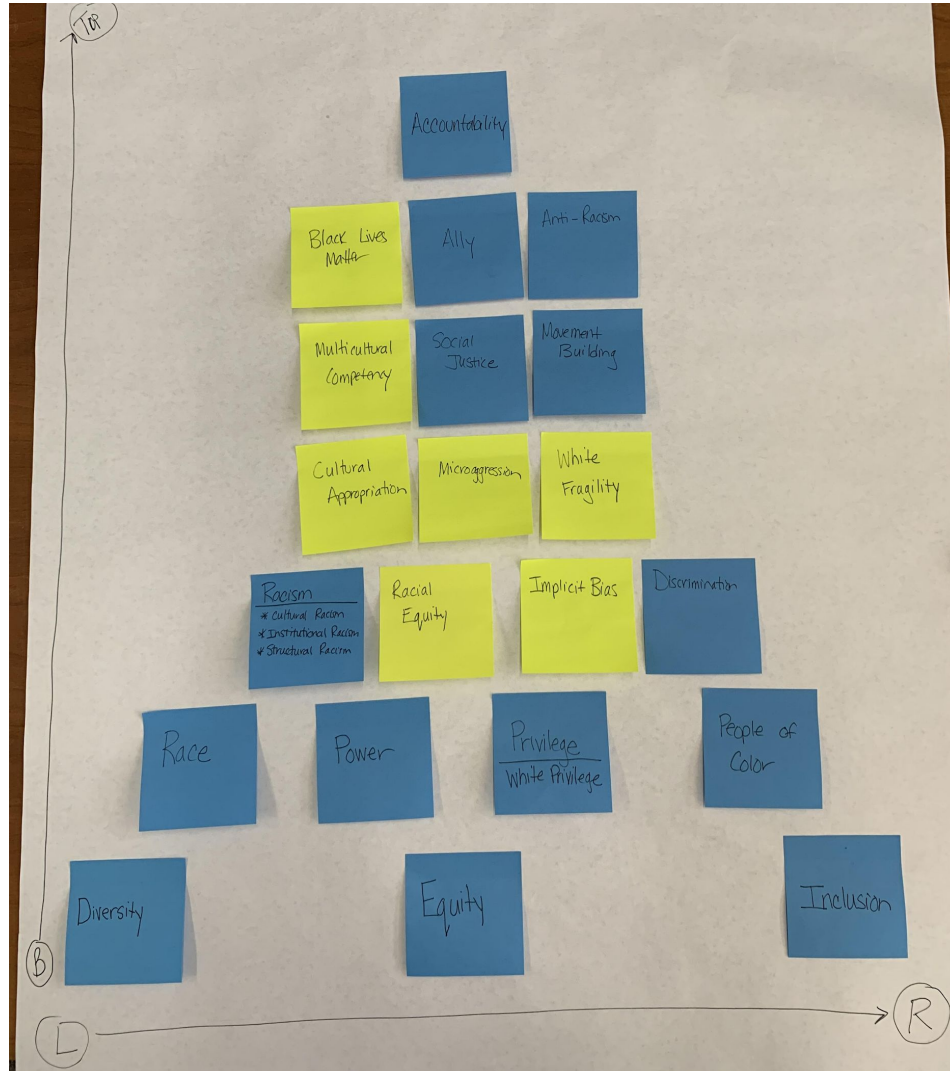 TOP
Accountability
Black Lives
Matter
Ally
Anti-Racism
Multicultural
Competency
Social
Justice
Movement
Building
Cultural
Appropriation
Microaggression
White
Fragility
Racism
* Cultural Racism
* Institutional Racism
* Structural Racism
Racial
Equity
Implicit Bias
Discrimination
Race
Power
Privilege
White Privilege
People of
Color
Diversity
Equity
Inclusion
B
L
R